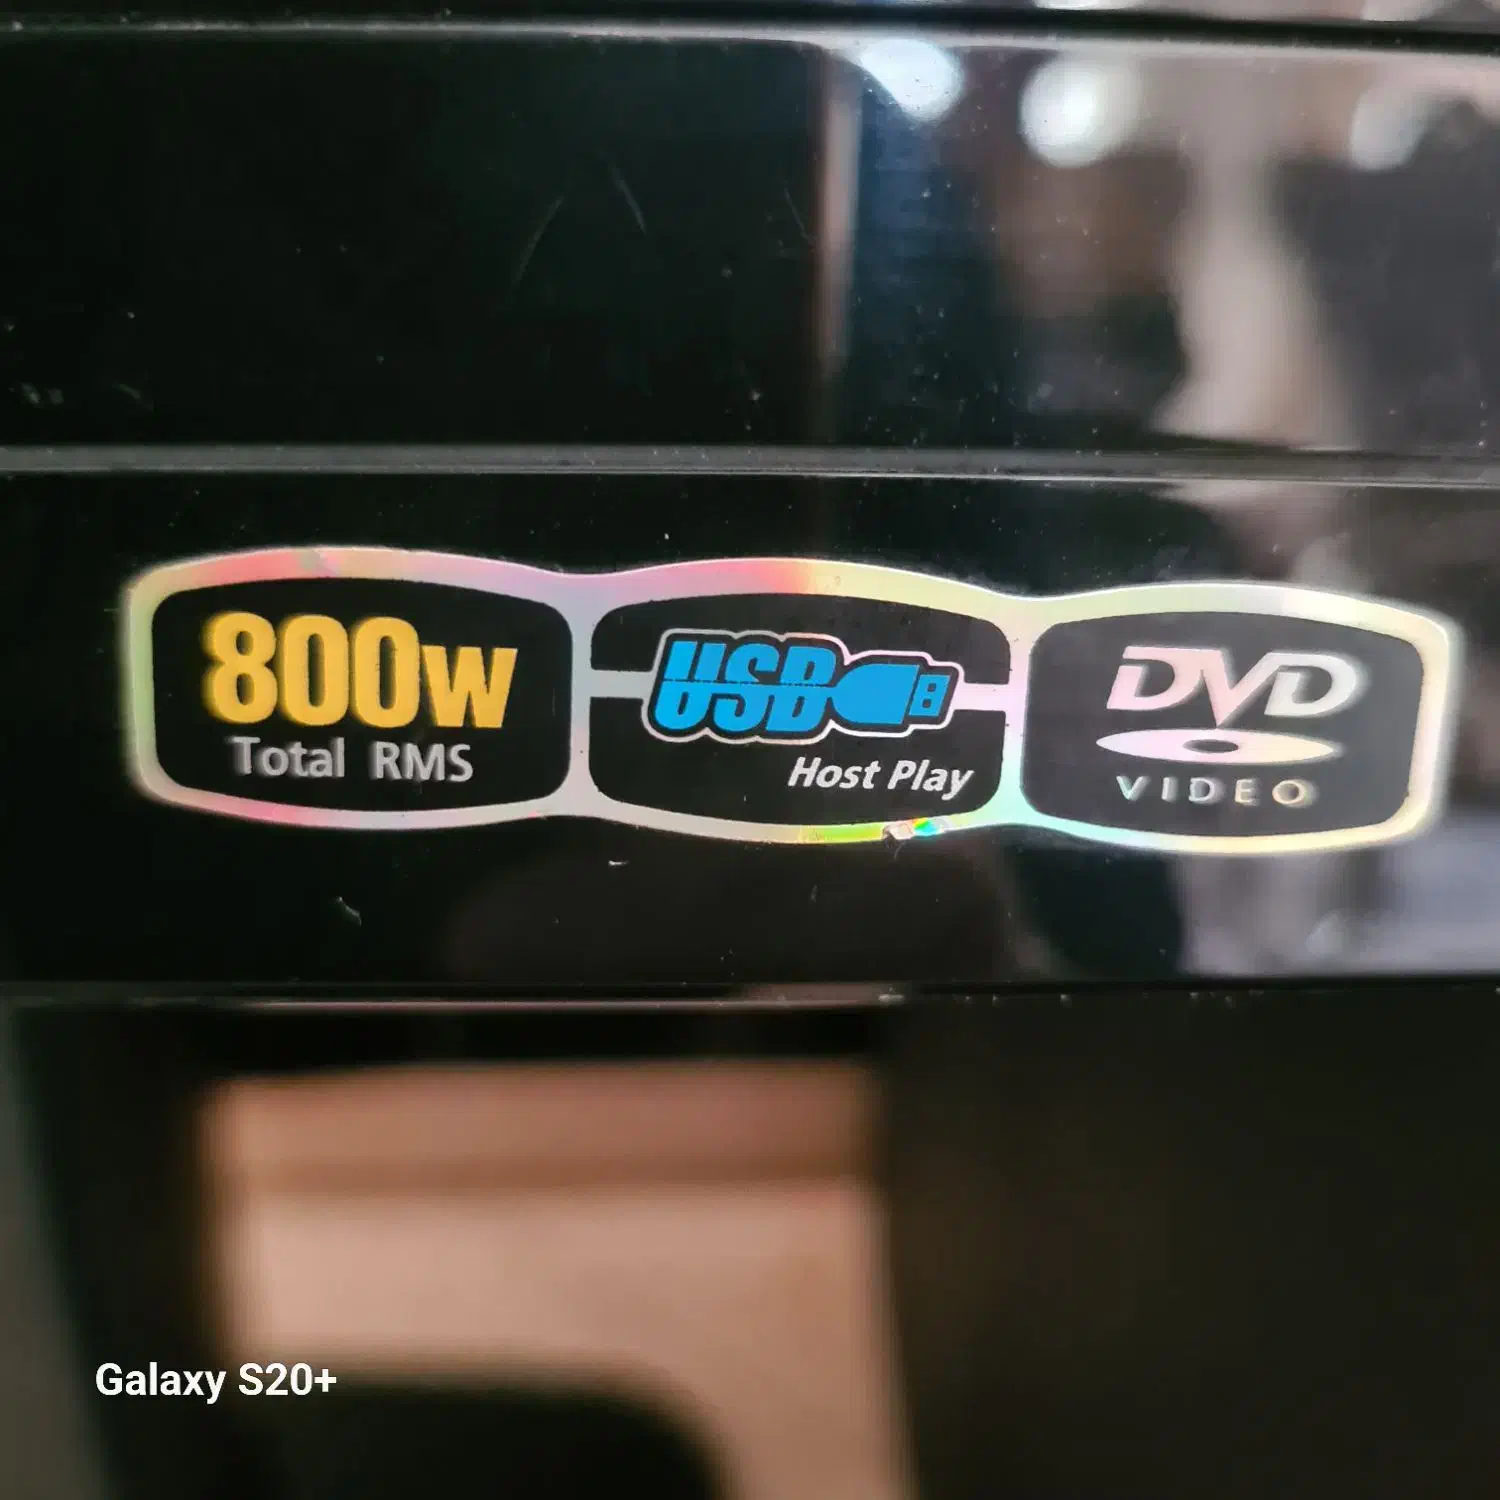 800w
Total RMS
USB
Host Play
DVD
VIDEO
Galaxy S20+